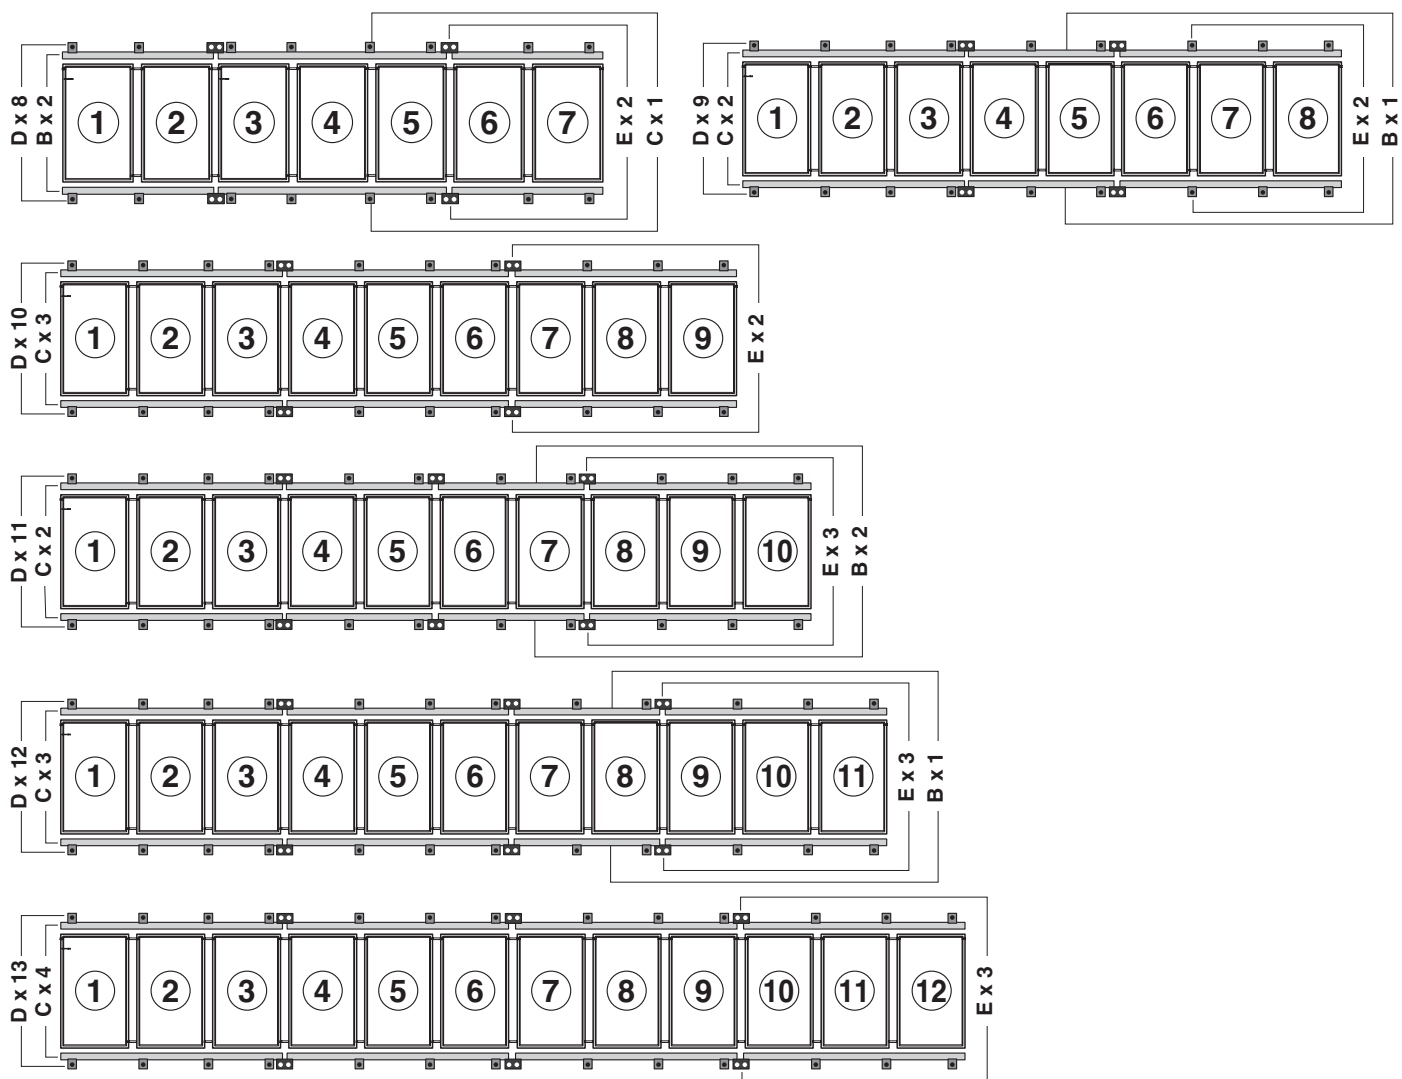 D x 8
B x 2
1 2 3 4 5 6 7
E x 2
C x 1
D x 9
C x 2
1 2 3 4 5 6 7 8
E x 2
B x 1
D x 10
C x 3
1 2 3 4 5 6 7 8 9
E x 2
D x 11
C x 2
1 2 3 4 5 6 7 8 9 10
E x 3
B x 2
D x 12
C x 3
1 2 3 4 5 6 7 8 9 10 11
E x 3
B x 1
D x 13
C x 4
1 2 3 4 5 6 7 8 9 10 11 12
E x 3